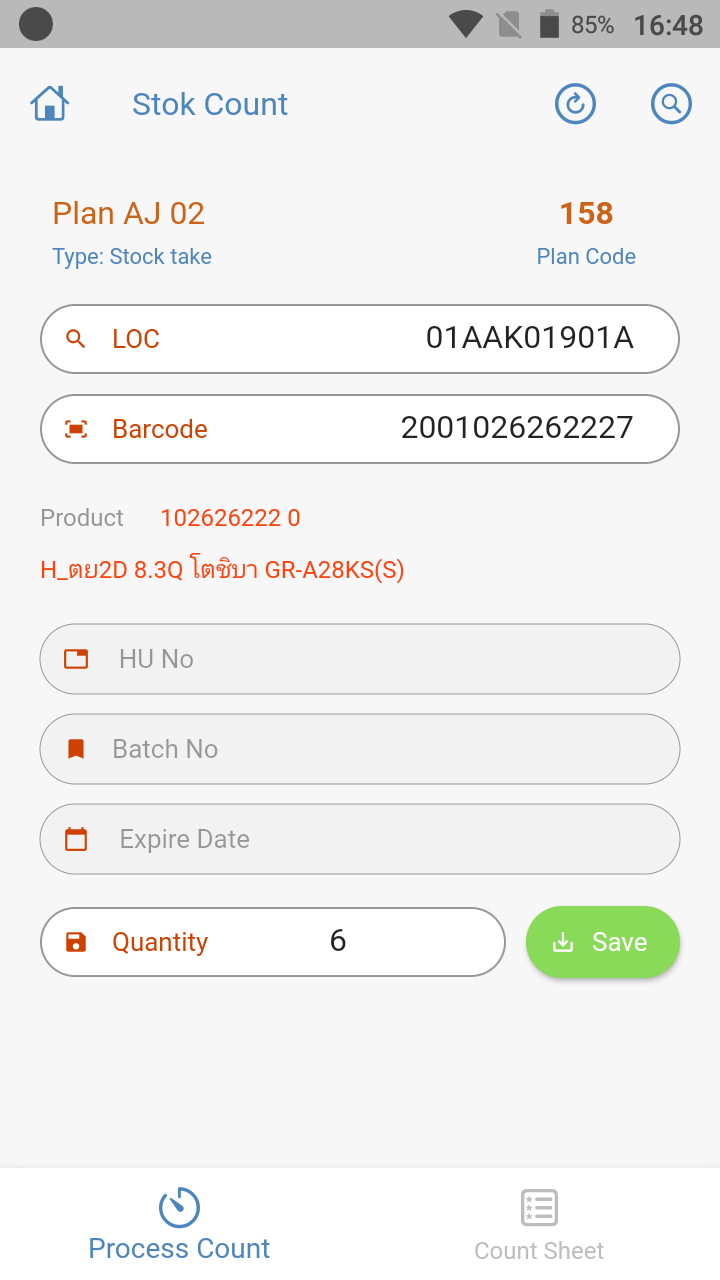 85% 16:48
Stok Count
Plan AJ 02 158
Type: Stock take Plan Code
LOC 01AAK01901A
Barcode 2001026262227
Product 102626222 0
H_ตย2D 8.3Q โตชิบา GR-A28KS(S)
HU No
Batch No
Expire Date
Quantity 6 Save
Process Count Count Sheet